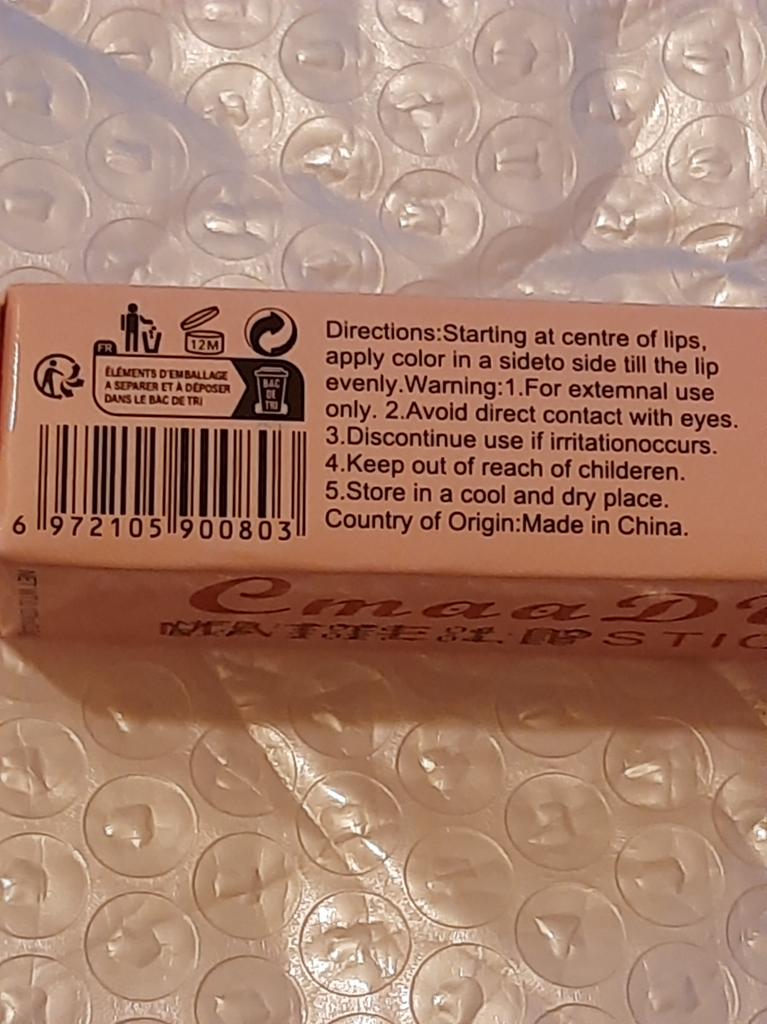 12M
FR
ÉLÉMENTS D'EMBALLAGE
A SEPARER ET À DÉPOSER
DANS LE BAC DE TRI
BAC
DE
TRI
6 972105 900803
Directions:Starting at centre of lips,
apply color in a sideto side till the lip
evenly.Warning:1.For extemnal use
only. 2.Avoid direct contact with eyes.
3.Discontinue use if irritationoccurs.
4.Keep out of reach of childeren.
5.Store in a cool and dry place.
Country of Origin:Made in China.
CmaaD